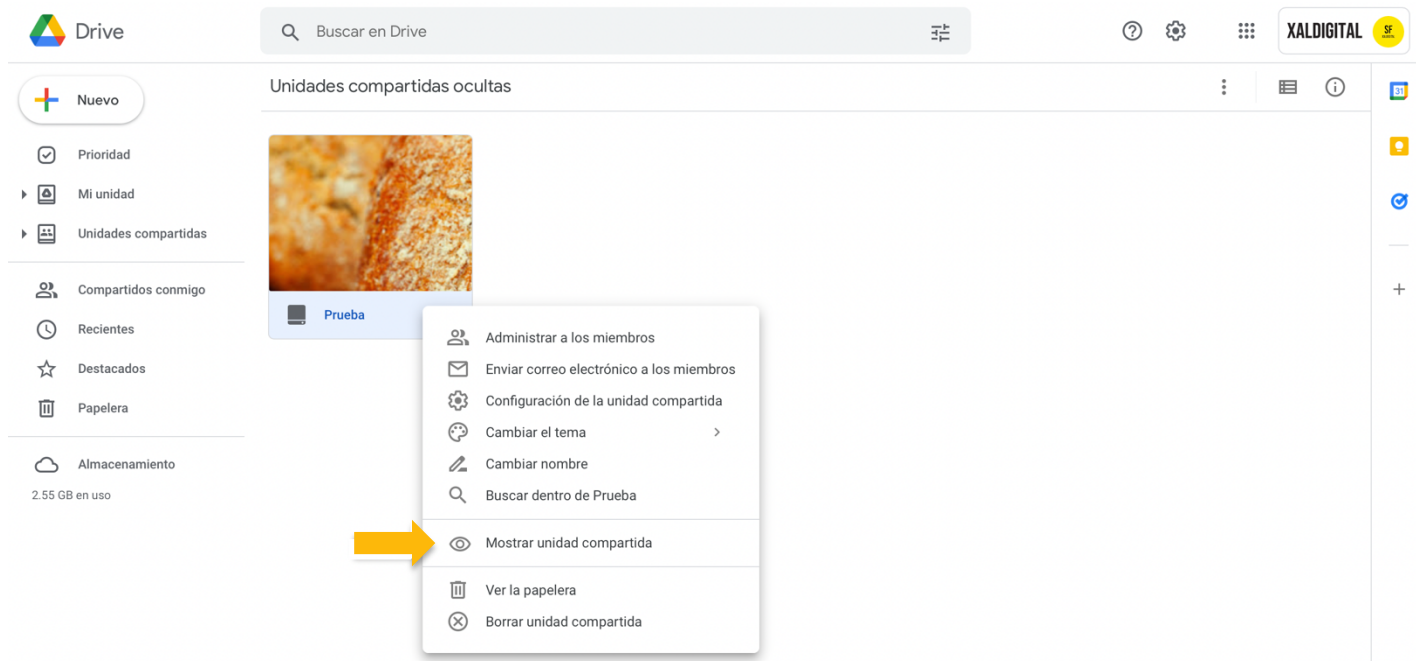 Drive
Buscar en Drive
XALDIGITAL
SF
Nuevo
Unidades compartidas ocultas
31
Prioridad
Mi unidad
Unidades compartidas
Compartidos conmigo
Recientes
Destacados
Papelera
Almacenamiento
2.55 GB en uso
Prueba
Administrar a los miembros
Enviar correo electrónico a los miembros
Configuración de la unidad compartida
Cambiar el tema
Cambiar nombre
Buscar dentro de Prueba
Mostrar unidad compartida
Ver la papelera
Borrar unidad compartida